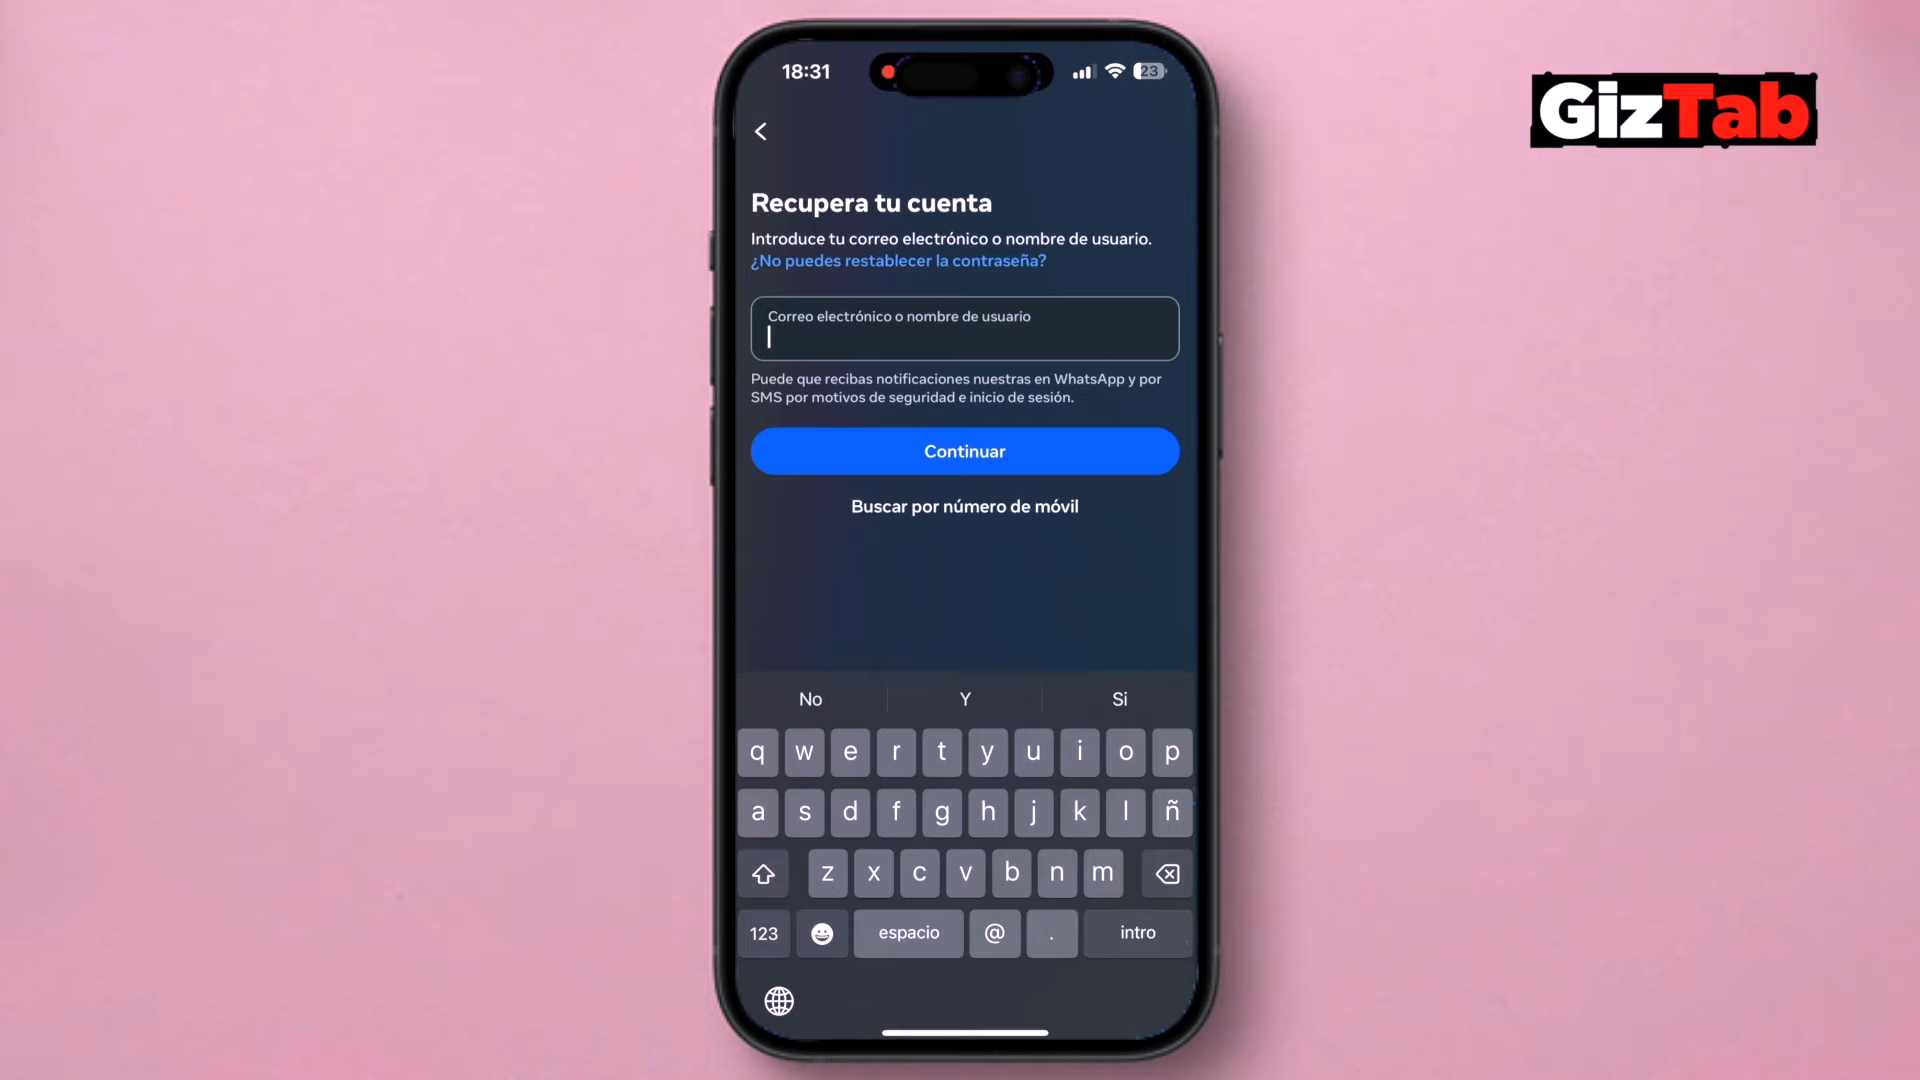 18:31
23
GizTab
Recupera tu cuenta
Introduce tu correo electrónico o nombre de usuario.
¿No puedes restablecer la contraseña?
Correo electrónico o nombre de usuario
Puede que recibas notificaciones nuestras en WhatsApp y por
SMS por motivos de seguridad e inicio de sesión.
Continuar
Buscar por número de móvil
No Y Si
q w e r t y u i o p
a s d f g h j k l ñ
z x c v b n m
123 espacio @ . intro